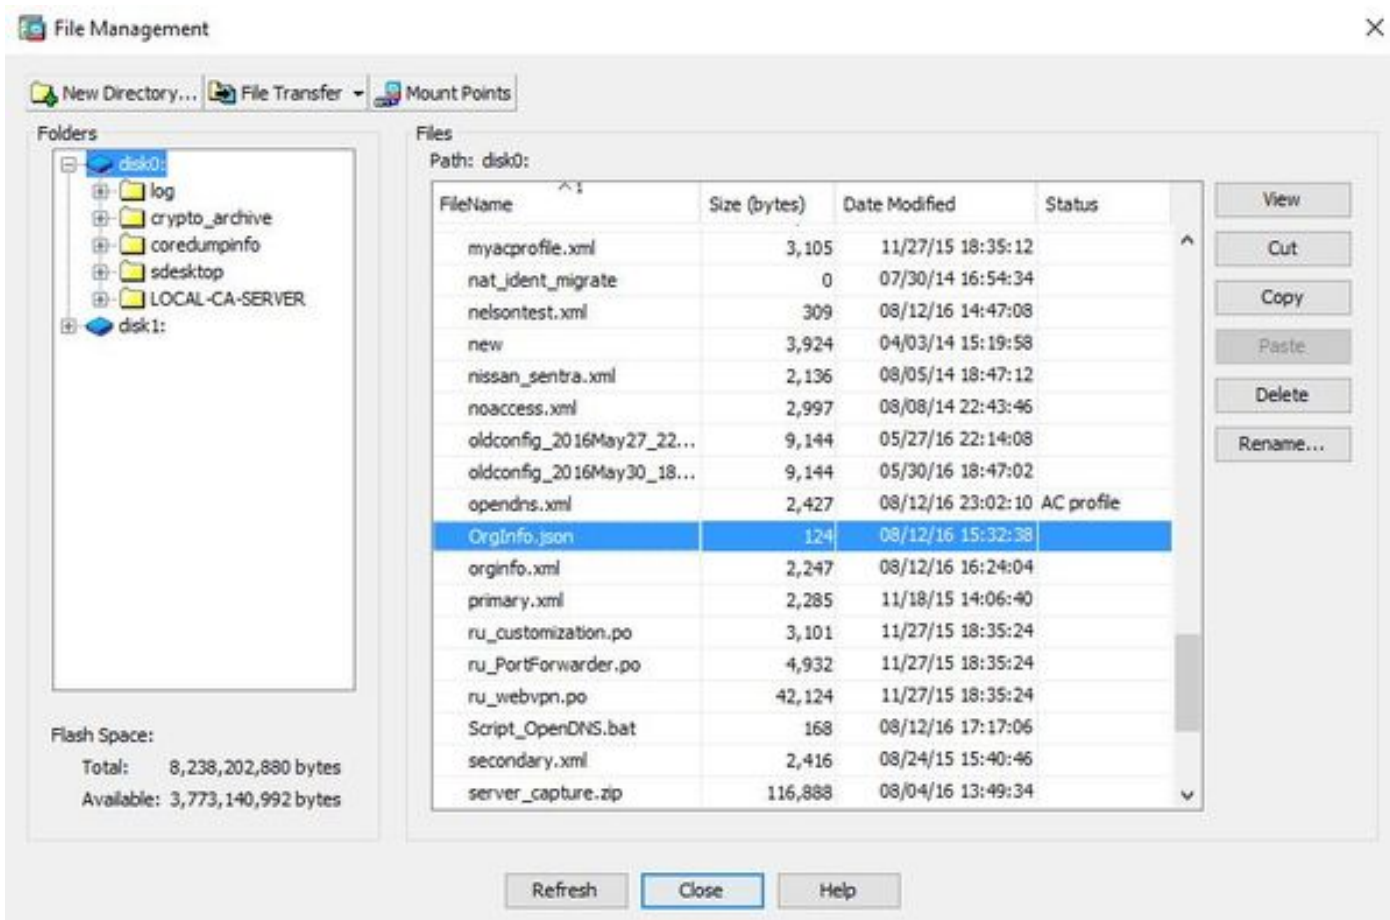 File Management
New Directory... File Transfer Mount Points
Folders
disk0:
log
crypto_archive
coredumpinfo
sdesktop
LOCAL-CA-SERVER
disk1:
Flash Space:
Total: 8,238,202,880 bytes
Available: 3,773,140,992 bytes
Files
Path: disk0:
FileName 1 Size (bytes) Date Modified Status
myacprofile.xml 3,105 11/27/15 18:35:12
nat_ident_migrate 0 07/30/14 16:54:34
nelsontest.xml 309 08/12/16 14:47:08
new 3,924 04/03/14 15:19:58
nissan_sentra.xml 2,136 08/05/14 18:47:12
noaccess.xml 2,997 08/08/14 22:43:46
oldconfig_2016May27_22... 9,144 05/27/16 22:14:08
oldconfig_2016May30_18... 9,144 05/30/16 18:47:02
opendns.xml 2,427 08/12/16 23:02:10 AC profile
OrgInfo.json 124 08/12/16 15:32:38
orginfo.xml 2,247 08/12/16 16:24:04
primary.xml 2,285 11/18/15 14:06:40
ru_customization.po 3,101 11/27/15 18:35:24
ru_PortForwarder.po 4,932 11/27/15 18:35:24
ru_webvpn.po 42,124 11/27/15 18:35:24
Script_OpenDNS.bat 168 08/12/16 17:17:06
secondary.xml 2,416 08/24/15 15:40:46
server_capture.zip 116,888 08/04/16 13:49:34
View
Cut
Copy
Paste
Delete
Rename...
Refresh Close Help